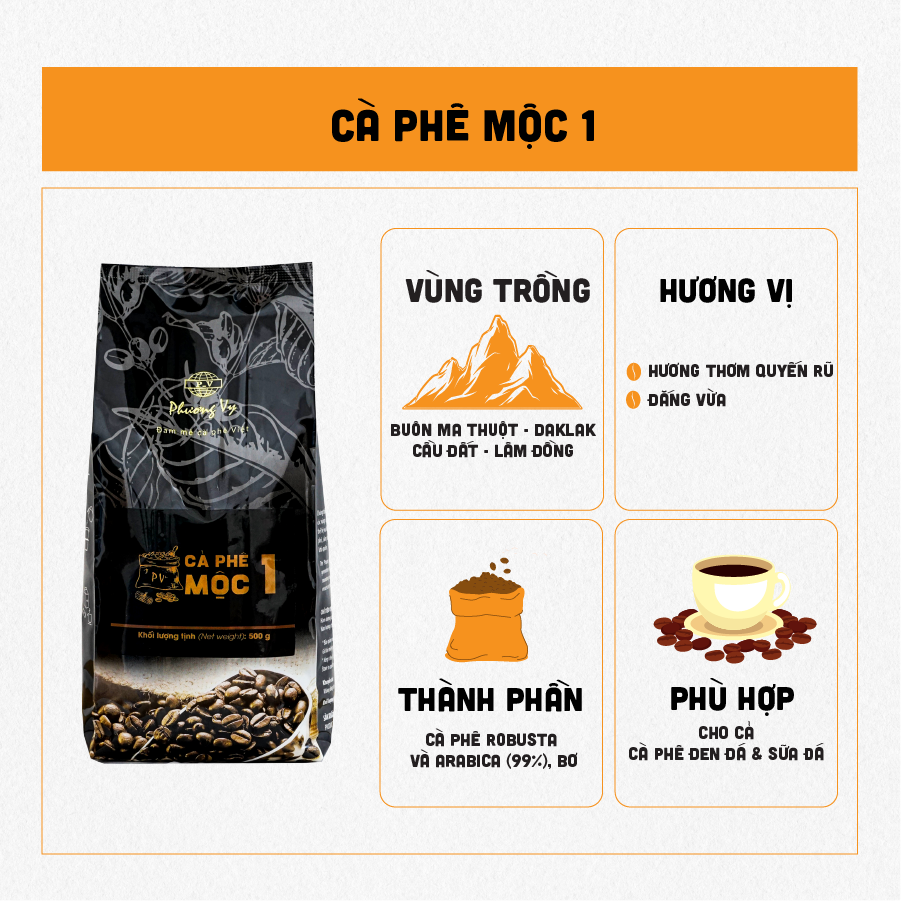 CÀ PHÊ MỘC 1
P.V
Phương Vy
Đam mê cà phê Việt
PV
CÀ PHÊ
MỘC 1
Khối lượng tịnh (Net weight): 500 g
VÙNG TRỒNG
BUÔN MA THUỘT - DAKLAK
CẦU ĐẤT - LÂM ĐỒNG
HƯƠNG VỊ
HƯƠNG THƠM QUYẾN RŨ
ĐẮNG VỪA
THÀNH PHẦN
CÀ PHÊ ROBUSTA
VÀ ARABICA (99%), BƠ
PHÙ HỢP
CHO CẢ
CÀ PHÊ ĐEN ĐÁ & SỮA ĐÁ